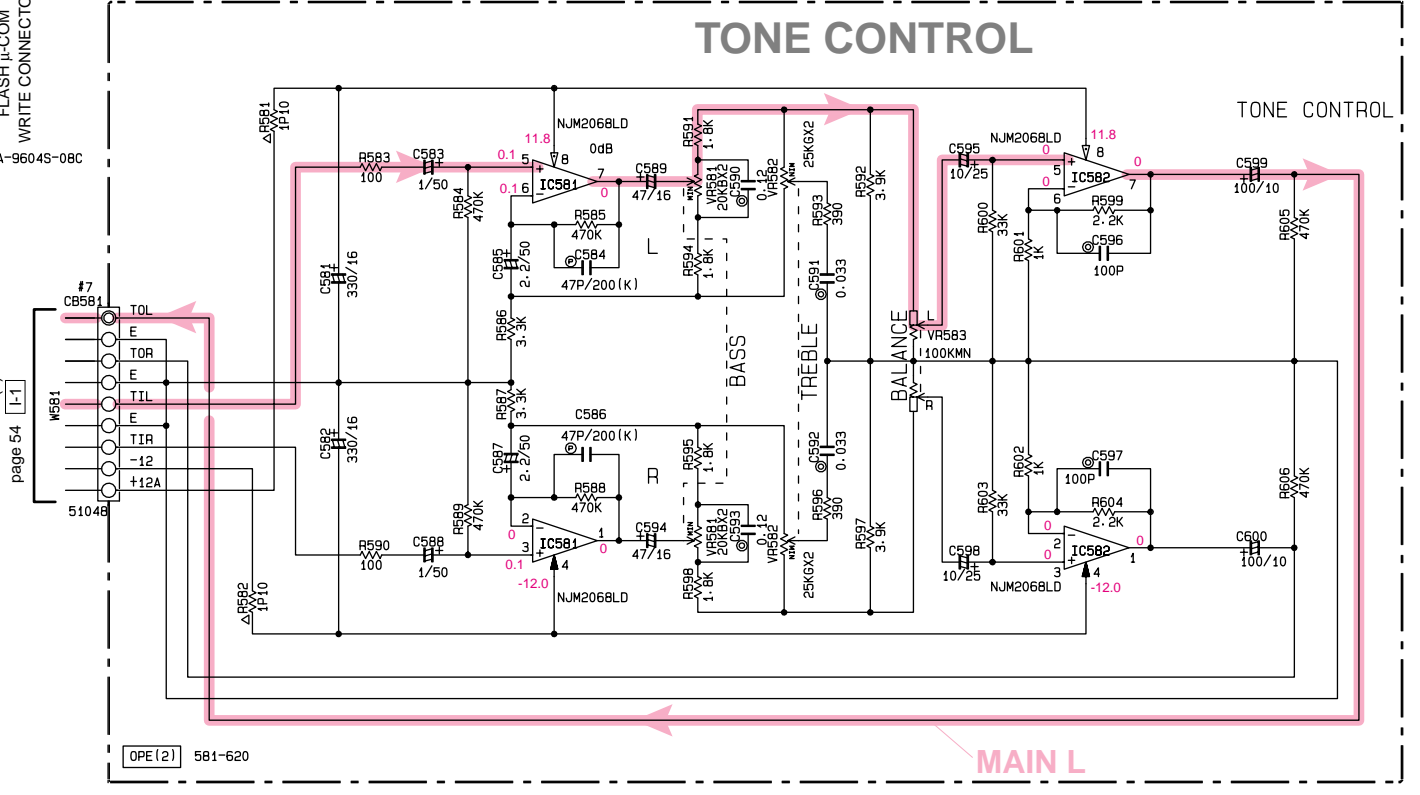 FLASH µ-COM
WRITE CONNECTO
A-9604S-08C
TONE CONTROL
TONE CONTROL
R581
1P10
NJM2068LD
0dB
11.8
R583
100
C583
1/50
0.1
5
8
7
0
0.1
6
IC581
R584
470K
R585
470K
C585
2.2/50
C584
47P/200(K)
C589
47/16
R591
1.8K
VR581
20KBX2
MIN
C590
0.12
VR582
25KGX2
MIN
R592
3.9K
R593
390
R594
1.8K
C591
0.033
L
C581
330/16
R586
3.3K
BASS
TREBLE
BALANCE
L
VR583
100KMN
R
C595
10/25
NJM2068LD
11.8
0
5
8
0
7
0
6
IC582
R599
2.2K
C596
100P
R600
33K
R601
1K
C599
100/10
R605
470K
#7
CB581
TOL
E
TOR
E
TIL
E
TIR
-12
+12A
W581
51048
page 54
I-1
C582
330/16
R587
3.3K
C586
47P/200(K)
C587
2.2/50
R588
470K
R
R589
470K
R590
100
C588
1/50
2
0
3
0.1
IC581
1
0
4
-12.0
NJM2068LD
C594
47/16
R595
1.8K
VR581
20KBX2
MIN
C593
0.12
R598
1.8K
VR582
25KGX2
MIN
C592
0.033
R596
390
R597
3.9K
R602
1K
C597
100P
R604
2.2K
R603
33K
C598
10/25
0
2
0
3
IC582
0
1
4
-12.0
NJM2068LD
C600
100/10
R606
470K
R582
1P10
OPE(2)
581-620
MAIN L